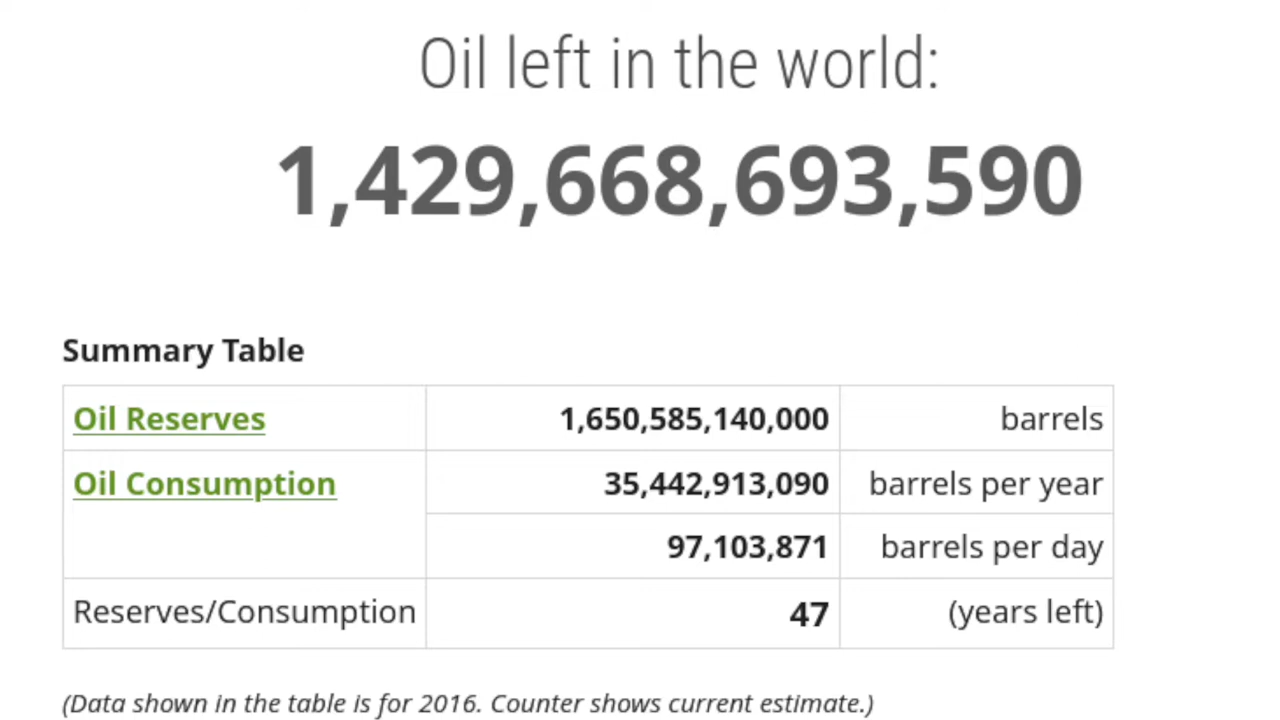 Oil left in the world:
1,429,668,693,590
Summary Table
Oil Reserves 1,650,585,140,000 barrels
Oil Consumption 35,442,913,090 barrels per year
97,103,871 barrels per day
Reserves/Consumption 47 (years left)
(Data shown in the table is for 2016. Counter shows current estimate.)